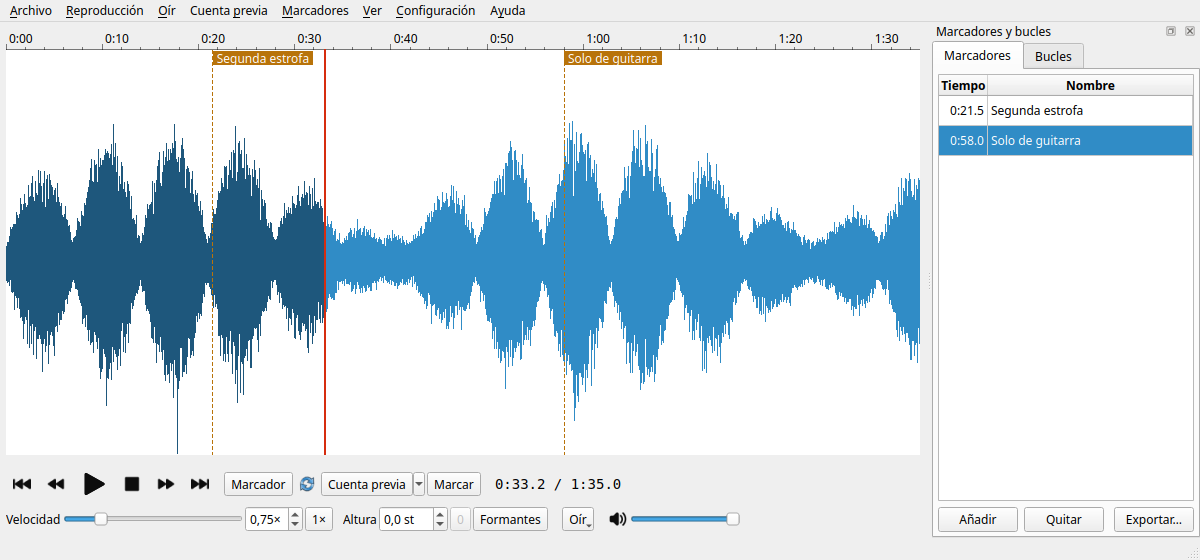 Archivo Reproducción Oír Cuenta previa Marcadores Ver Configuración Ayuda
0:00 0:10 0:20 0:30 0:40 0:50 1:00 1:10 1:20 1:30
Segunda estrofa Solo de guitarra
Marcadores y bucles
Marcadores Bucles
Tiempo Nombre
0:21.5 Segunda estrofa
0:58.0 Solo de guitarra
Marcador Cuenta previa Marcar 0:33.2 / 1:35.0
Velocidad 0,75× 1× Altura 0,0 st 0 Formantes Oír
Añadir Quitar Exportar...